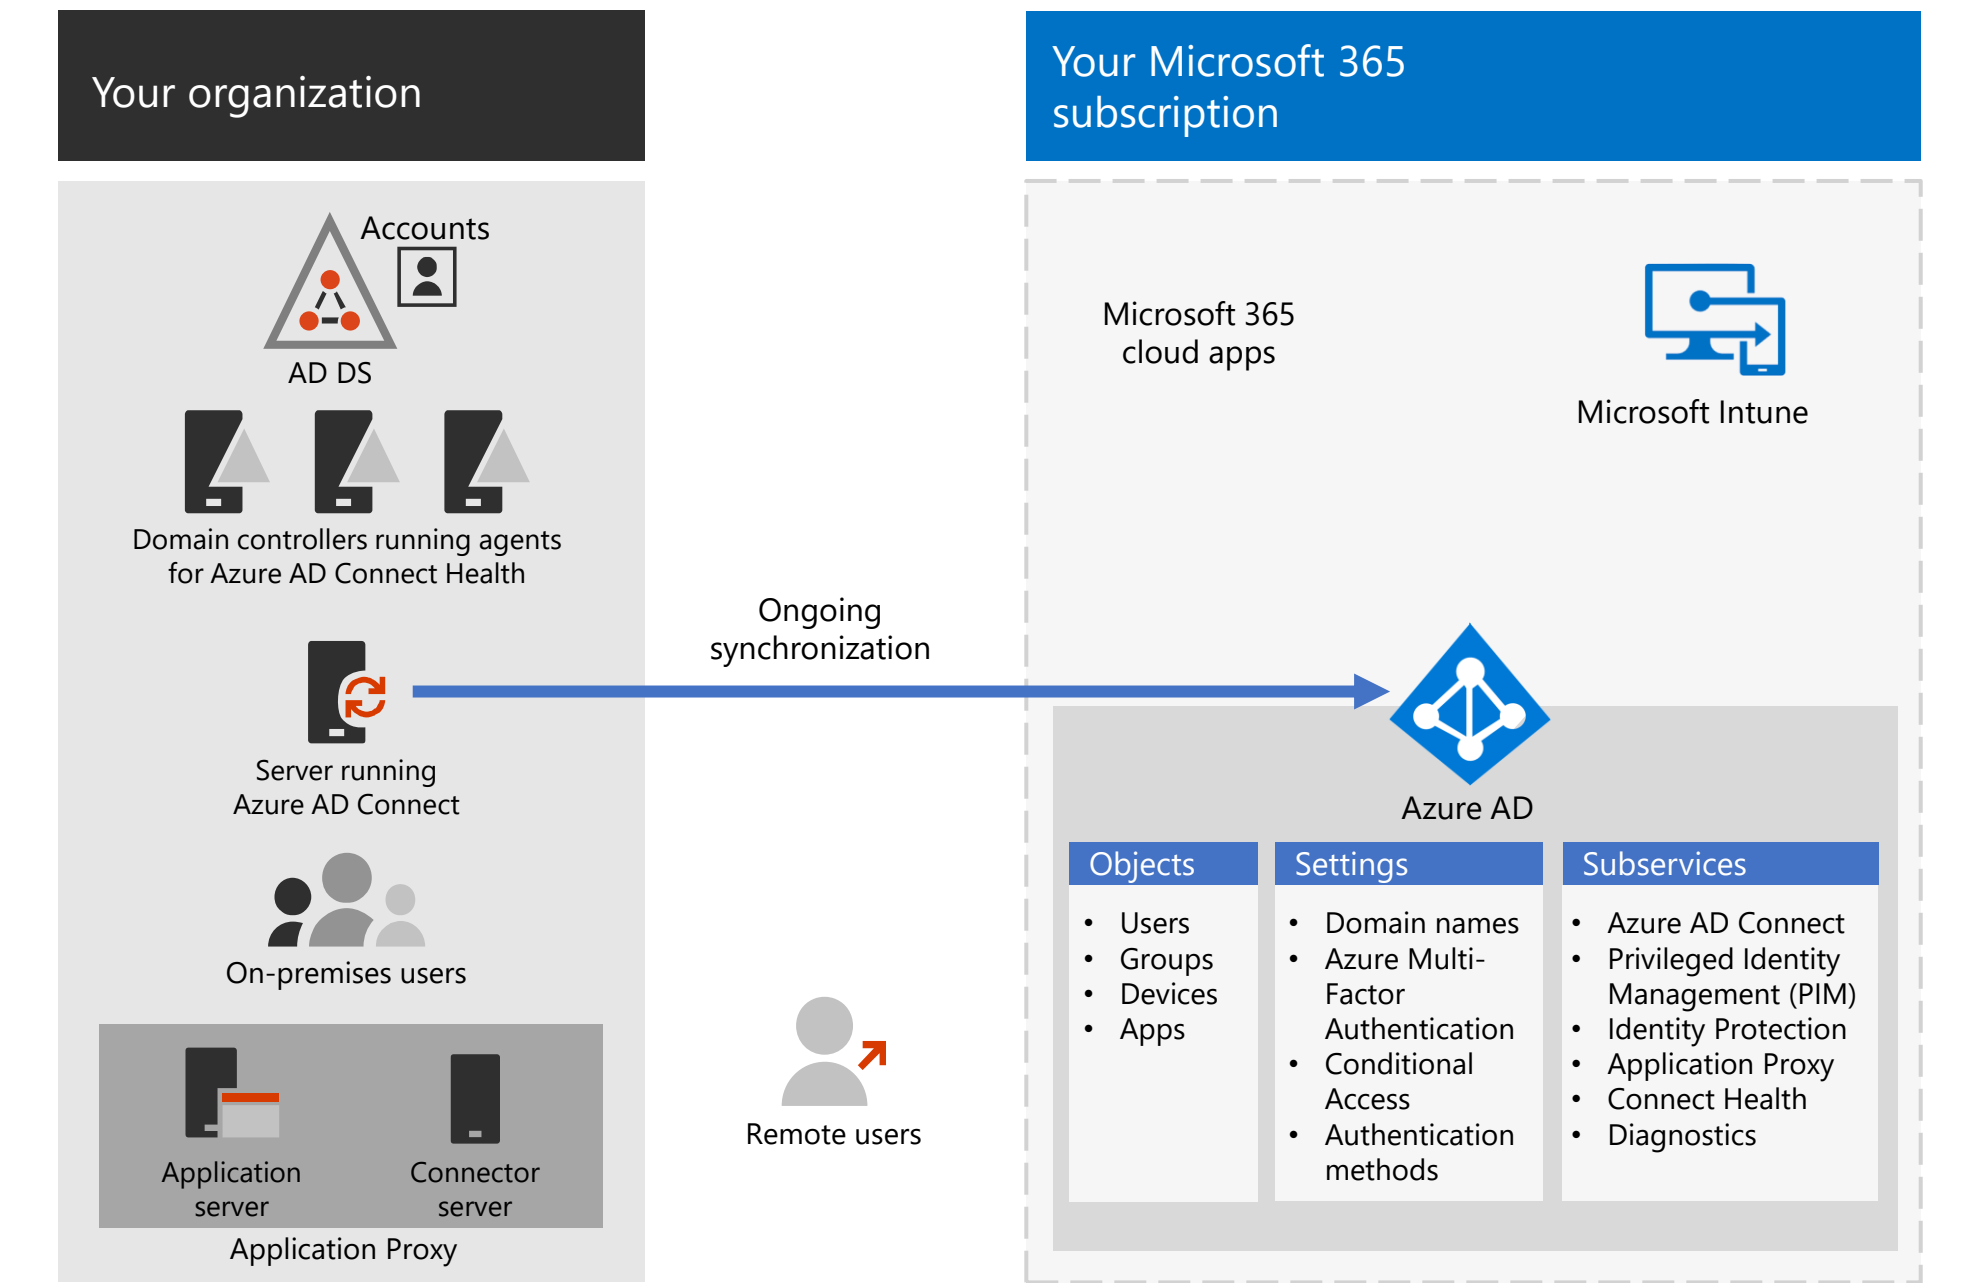 Your organization
Accounts
AD DS
Domain controllers running agents
for Azure AD Connect Health
Server running
Azure AD Connect
On-premises users
Application
server
Connector
server
Application Proxy
Ongoing
synchronization
Remote users
Your Microsoft 365
subscription
Microsoft 365
cloud apps
Microsoft Intune
Azure AD
Objects
• Users
• Groups
• Devices
• Apps
Settings
• Domain names
• Azure Multi-
Factor
Authentication
• Conditional
Access
• Authentication
methods
Subservices
• Azure AD Connect
• Privileged Identity
Management (PIM)
• Identity Protection
• Application Proxy
• Connect Health
• Diagnostics